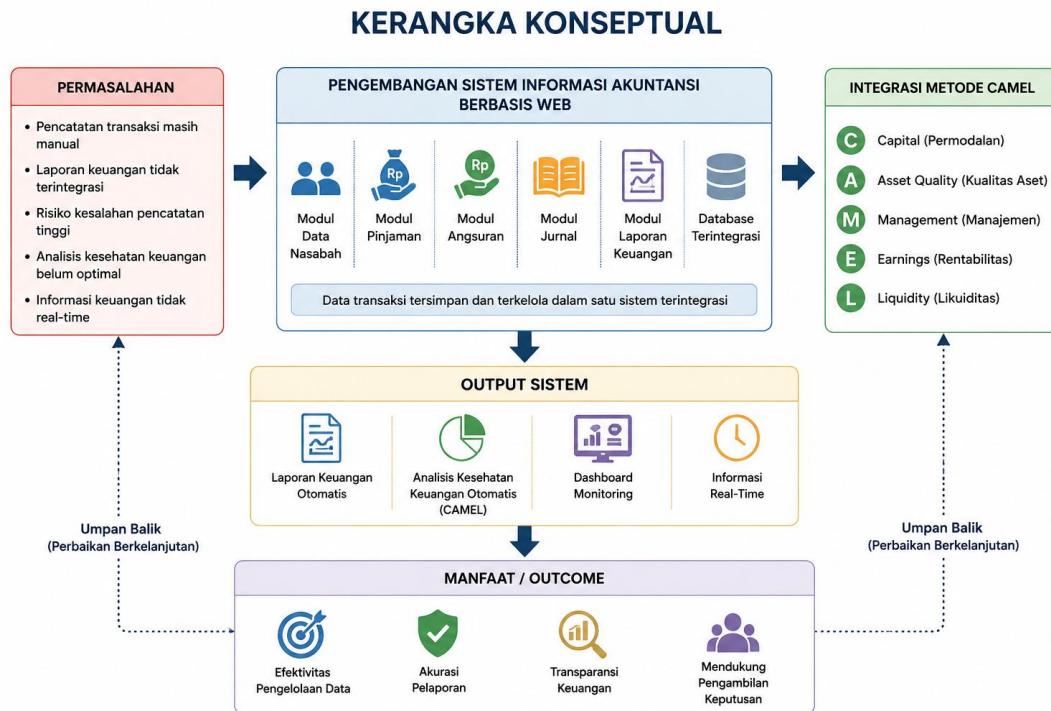 KERANGKA KONSEPTUAL
PERMASALAHAN
• Pencatatan transaksi masih
manual
• Laporan keuangan tidak
terintegrasi
• Risiko kesalahan pencatatan
tinggi
• Analisis kesehatan keuangan
belum optimal
• Informasi keuangan tidak
real-time
PENGEMBANGAN SISTEM INFORMASI AKUNTANSI
BERBASIS WEB
Modul
Data
Nasabah
Rp
Modul
Pinjaman
Rp
Modul
Angsuran
Modul
Jurnal
Modul
Laporan
Keuangan
Database
Terintegrasi
Data transaksi tersimpan dan terkelola dalam satu sistem terintegrasi
INTEGRASI METODE CAMEL
C Capital (Permodalan)
A Asset Quality (Kualitas Aset)
M Management (Manajemen)
E Earnings (Rentabilitas)
L Liquidity (Likuiditas)
OUTPUT SISTEM
Laporan Keuangan
Otomatis
Analisis Kesehatan
Keuangan Otomatis
(CAMEL)
Dashboard
Monitoring
Informasi
Real-Time
Umpan Balik
(Perbaikan Berkelanjutan)
Umpan Balik
(Perbaikan Berkelanjutan)
MANFAAT / OUTCOME
Efektivitas
Pengelolaan Data
Akurasi
Pelaporan
Transparansi
Keuangan
Mendukung
Pengambilan
Keputusan